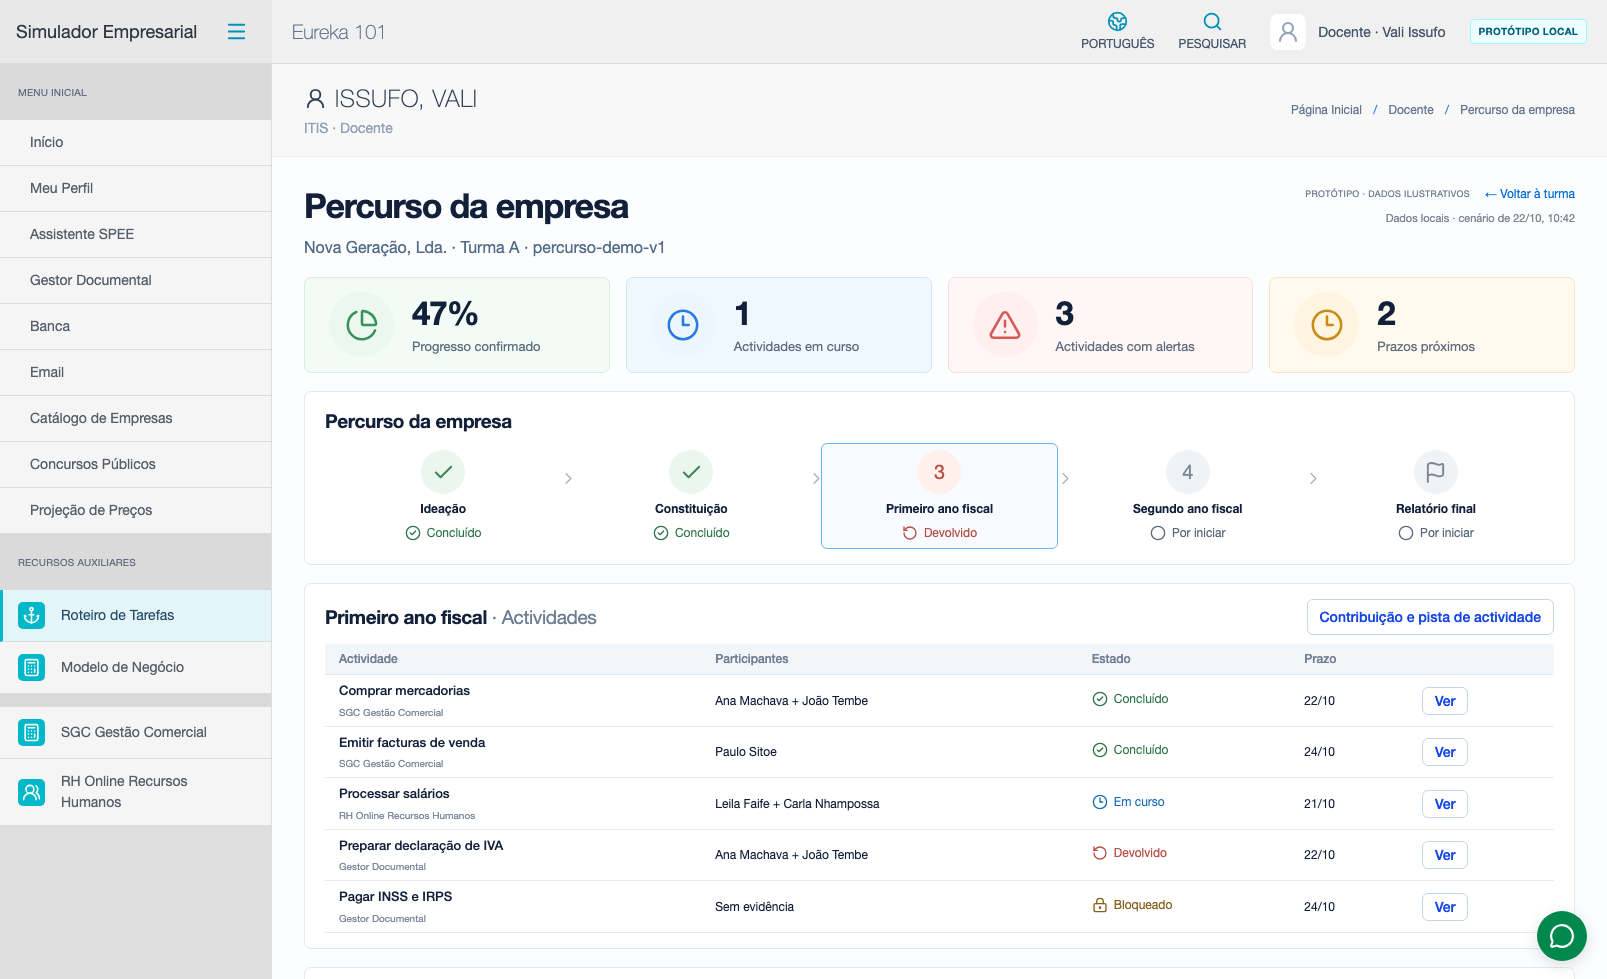 Simulador Empresarial
Eureka 101
PORTUGUÊS
PESQUISAR
Docente · Vali Issufo
PROTÓTIPO LOCAL
MENU INICIAL
Início
Meu Perfil
Assistente SPEE
Gestor Documental
Banca
Email
Catálogo de Empresas
Concursos Públicos
Projeção de Preços
RECURSOS AUXILIARES
Roteiro de Tarefas
Modelo de Negócio
SGC Gestão Comercial
RH Online Recursos
Humanos
ISSUFO, VALI
ITIS · Docente
Página Inicial / Docente / Percurso da empresa
Percurso da empresa
Nova Geração, Lda. · Turma A · percurso-demo-v1
PROTÓTIPO · DADOS ILUSTRATIVOS ← Voltar à turma
Dados locais · cenário de 22/10, 10:42
47%
Progresso confirmado
1
Actividades em curso
3
Actividades com alertas
2
Prazos próximos
Percurso da empresa
Ideação
Concluído
Constituição
Concluído
3
Primeiro ano fiscal
Devolvido
4
Segundo ano fiscal
Por iniciar
Relatório final
Por iniciar
Primeiro ano fiscal · Actividades
Contribuição e pista de actividade
Actividade Participantes Estado Prazo
Comprar mercadorias
SGC Gestão Comercial
Ana Machava + João Tembe
Concluído
22/10
Ver
Emitir facturas de venda
SGC Gestão Comercial
Paulo Sitoe
Concluído
24/10
Ver
Processar salários
RH Online Recursos Humanos
Leila Faife + Carla Nhampossa
Em curso
21/10
Ver
Preparar declaração de IVA
Gestor Documental
Ana Machava + João Tembe
Devolvido
22/10
Ver
Pagar INSS e IRPS
Gestor Documental
Sem evidência
Bloqueado
24/10
Ver